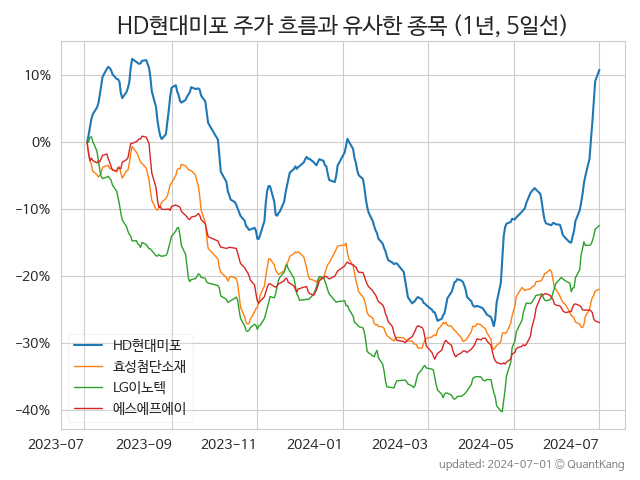 HD현대미포 주가 흐름과 유사한 종목 (1년, 5일선)
10%
0%
−10%
−20%
−30%
−40%
HD현대미포
효성첨단소재
LG이노텍
에스에프에이
2023-07 2023-09 2023-11 2024-01 2024-03 2024-05 2024-07
updated: 2024-07-01 © QuantKang